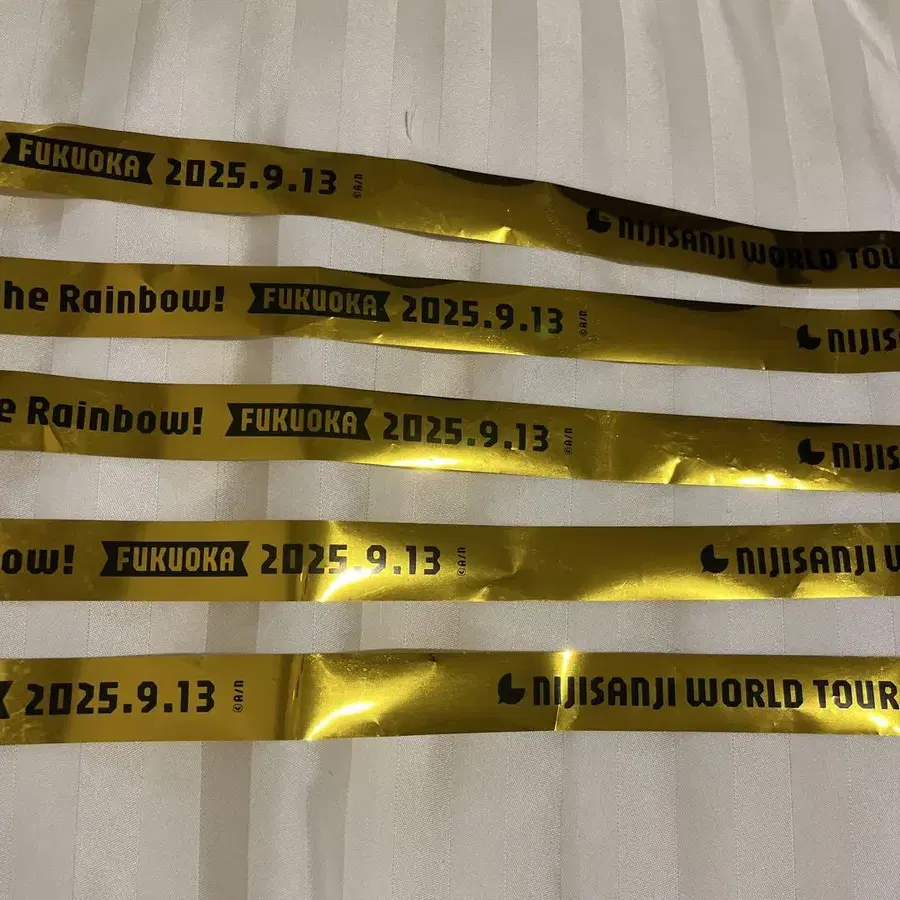 FUKUOKA 2025.9.13 ©A/N NIJISANJI WORLD TOU
he Rainbow! FUKUOKA 2025.9.13 ©A/N NIJIS
e Rainbow! FUKUOKA 2025.9.13 ©A/N NIJIS
ow! FUKUOKA 2025.9.13 ©A/N NIJISANJI W
2025.9.13 ©A/N NIJISANJI WORLD TOUR